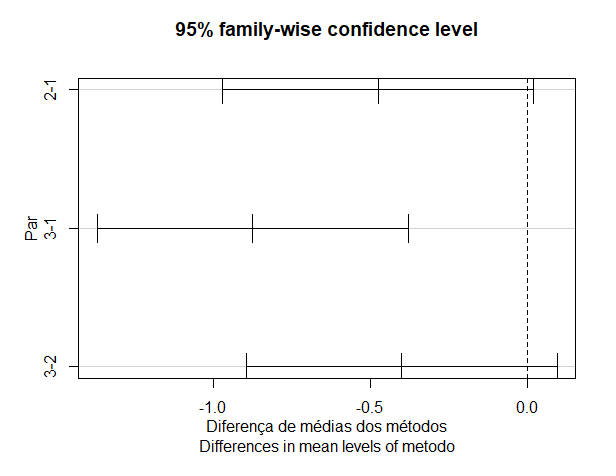 95% family-wise confidence level
2-1
3-1
3-2
Par
-1.0 -0.5 0.0
Diferença de médias dos métodos
Differences in mean levels of metodo